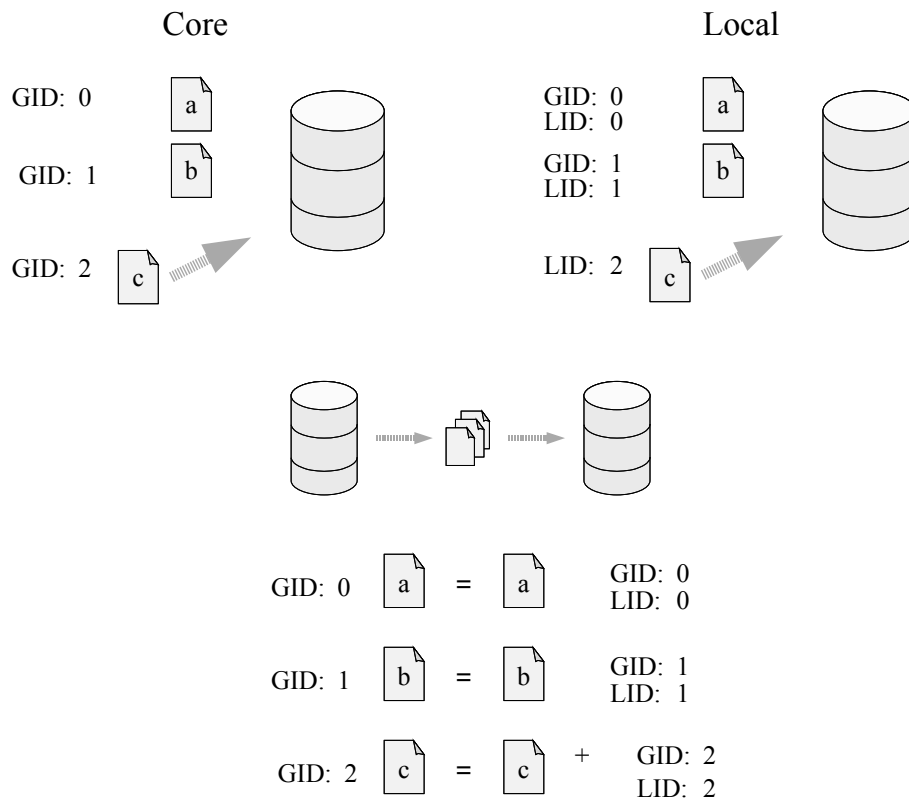 Core
Local
GID: 0
a
GID: 0
LID: 0
a
GID: 1
b
GID: 1
LID: 1
b
GID: 2
c
LID: 2
c
GID: 0
a = a
GID: 0
LID: 0
GID: 1
b = b
GID: 1
LID: 1
GID: 2
c = c
+ GID: 2
LID: 2